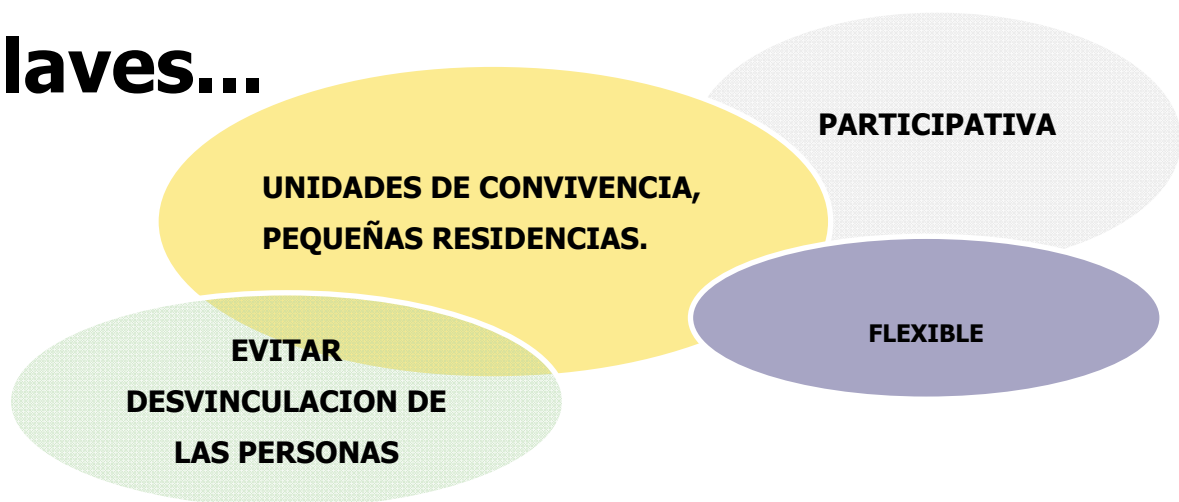 laves...
PARTICIPATIVA
UNIDADES DE CONVIVENCIA,
PEQUEÑAS RESIDENCIAS.
FLEXIBLE
EVITAR
DESVINCULACION DE
LAS PERSONAS